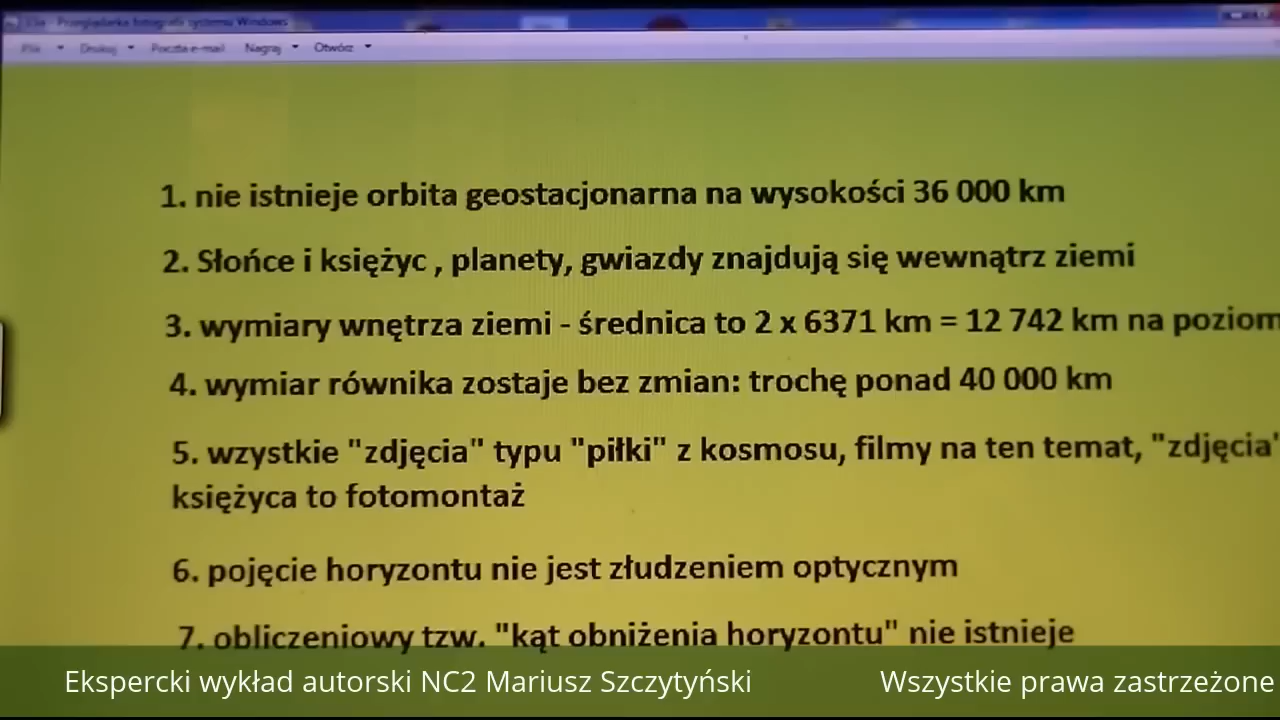 Przeglądarka fotografii systemu Windows
Plik Drukuj Poczta e-mail Nagraj Otwórz
1. nie istnieje orbita geostacjonarna na wysokości 36 000 km
2. Słońce i księżyc , planety, gwiazdy znajdują się wewnątrz ziemi
3. wymiary wnętrza ziemi - średnica to 2 x 6371 km = 12 742 km na poziom
4. wymiar równika zostaje bez zmian: trochę ponad 40 000 km
5. wzystkie "zdjęcia" typu "piłki" z kosmosu, filmy na ten temat, "zdjęcia"
księżyca to fotomontaż
6. pojęcie horyzontu nie jest złudzeniem optycznym
7. obliczeniowy tzw. "kąt obniżenia horyzontu" nie istnieje
Ekspercki wykład autorski NC2 Mariusz Szczytyński Wszystkie prawa zastrzeżone